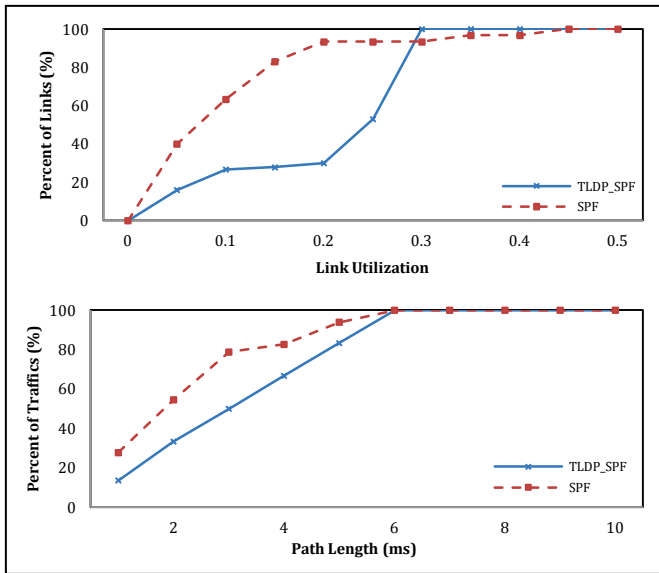 Percent of Links (%)
100
80
60
40
20
0
0
0.1
0.2
0.3
0.4
0.5
Link Utilization
TLDP_SPF
SPF
Percent of Traffics (%)
100
80
60
40
20
0
2
4
6
8
10
Path Length (ms)
TLDP_SPF
SPF